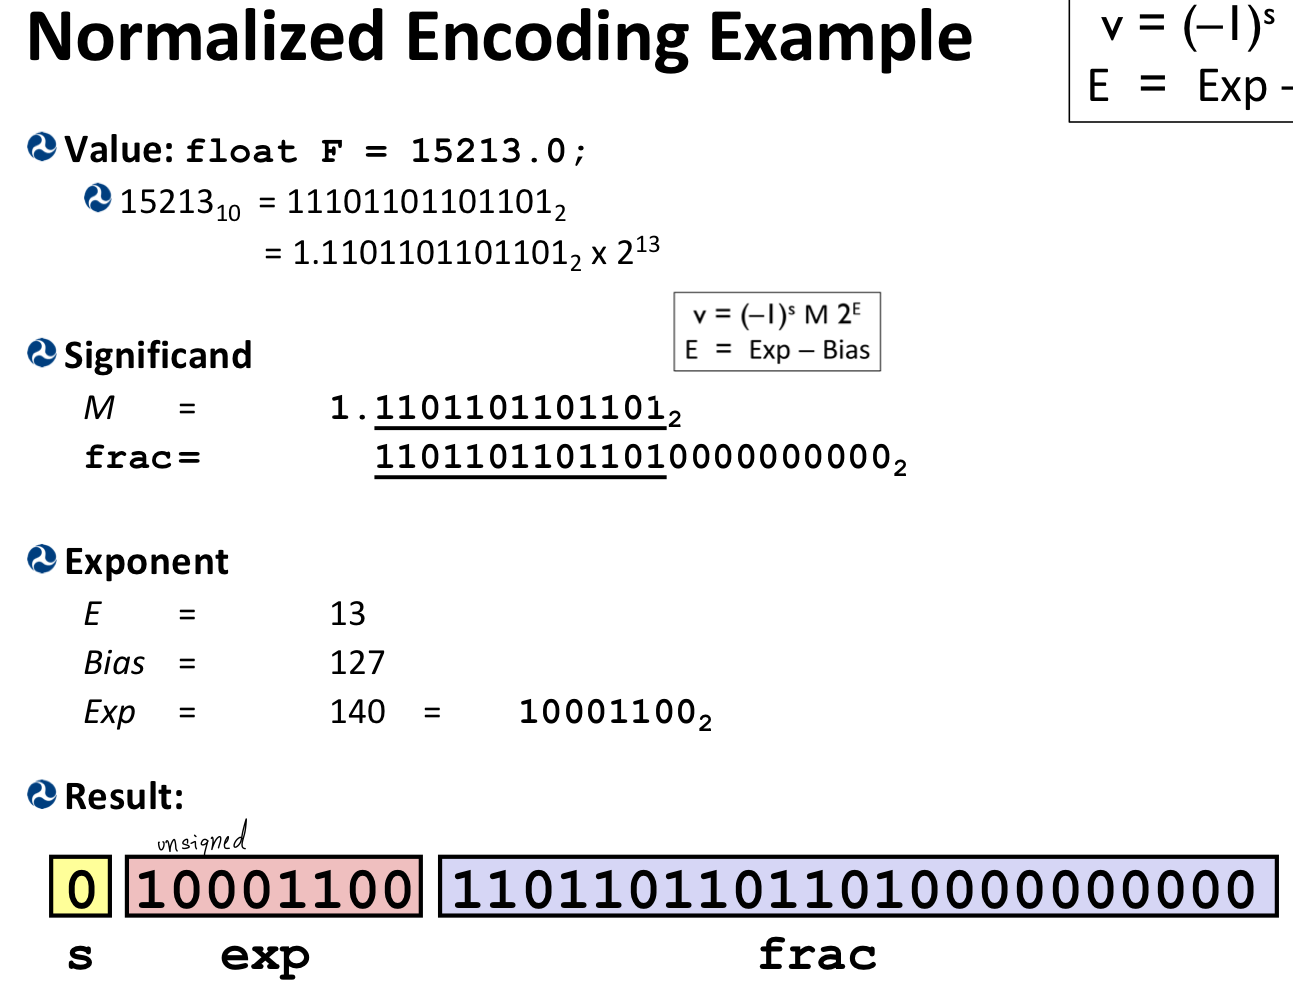 Normalized Encoding Example
v = (–1)ˢ
E = Exp –
Value: float F = 15213.0;
15213₁₀ = 11101101101101₂
= 1.1101101101101₂ x 2¹³
v = (–1)ˢ M 2ᴱ
E = Exp – Bias
Significand
M = 1.1101101101101₂
frac = 11011011011010000000000₂
Exponent
E = 13
Bias = 127
Exp = 140 = 10001100₂
Result:
unsigned
0 10001100 11011011011010000000000
s exp frac